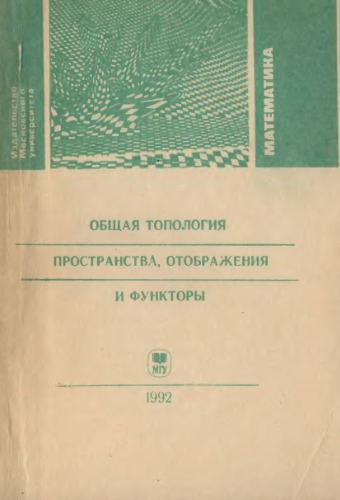 Издательство
Московского
университета
МАТЕМАТИКА
ОБЩАЯ ТОПОЛОГИЯ
ПРОСТРАНСТВА, ОТОБРАЖЕНИЯ
И ФУНКТОРЫ
МГУ
1992